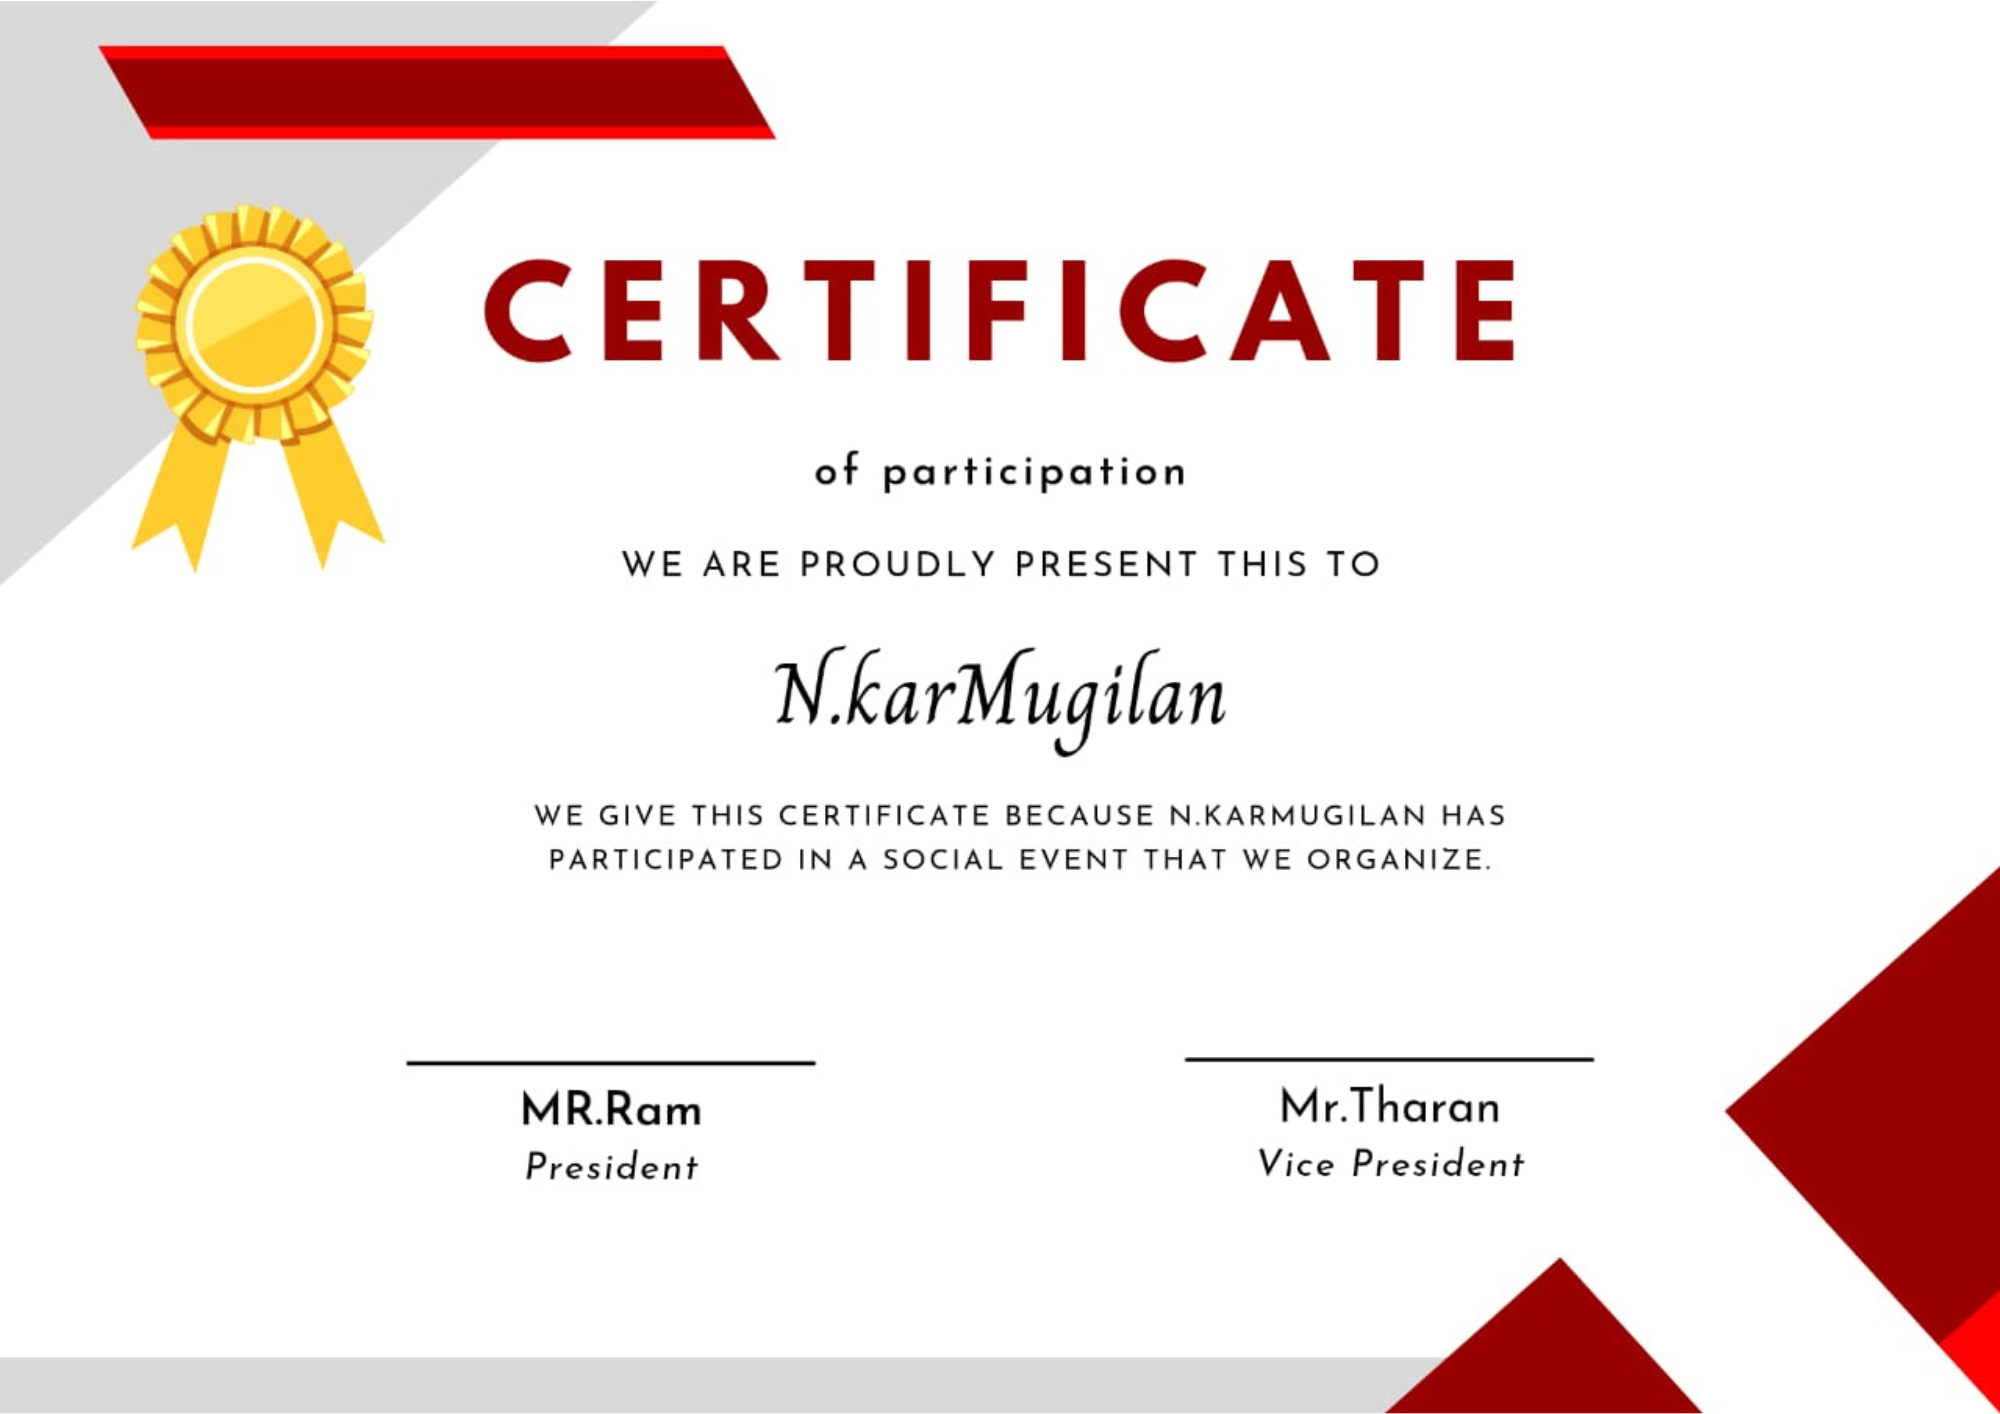 CERTIFICATE
of participation
WE ARE PROUDLY PRESENT THIS TO
N.karMugilan
WE GIVE THIS CERTIFICATE BECAUSE N.KARMUGILAN HAS
PARTICIPATED IN A SOCIAL EVENT THAT WE ORGANIZE.
MR.Ram
President
Mr.Tharan
Vice President